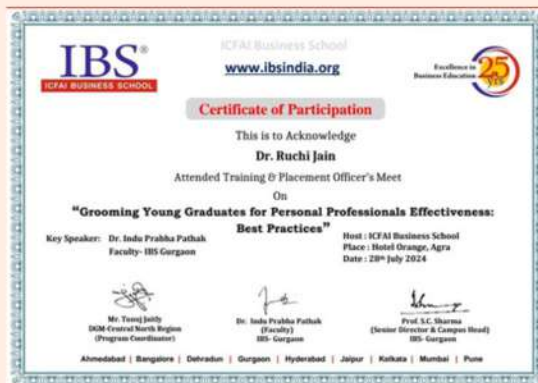 IBS®
ICFAI BUSINESS SCHOOL
ICFAI Business School
www.ibsindia.org
Excellence in
Business Education
25
YRS
Certificate of Participation
This is to Acknowledge
Dr. Ruchi Jain
Attended Training & Placement Officer's Meet
On
"Grooming Young Graduates for Personal Professionals Effectiveness:
Best Practices"
Key Speaker: Dr. Indu Prabha Pathak
Faculty- IBS Gurgaon
Host : ICFAI Business School
Place : Hotel Orange, Agra
Date : 28th July 2024
Mr. Tanuj Jaitly
DGM-Central North Region
(Program Coordinator)
Dr. Indu Prabha Pathak
(Faculty)
IBS- Gurgaon
Prof. S.C. Sharma
(Senior Director & Campus Head)
IBS- Gurgaon
Ahmedabad | Bangalore | Dehradun | Gurgaon | Hyderabad | Jaipur | Kolkata | Mumbai | Pune